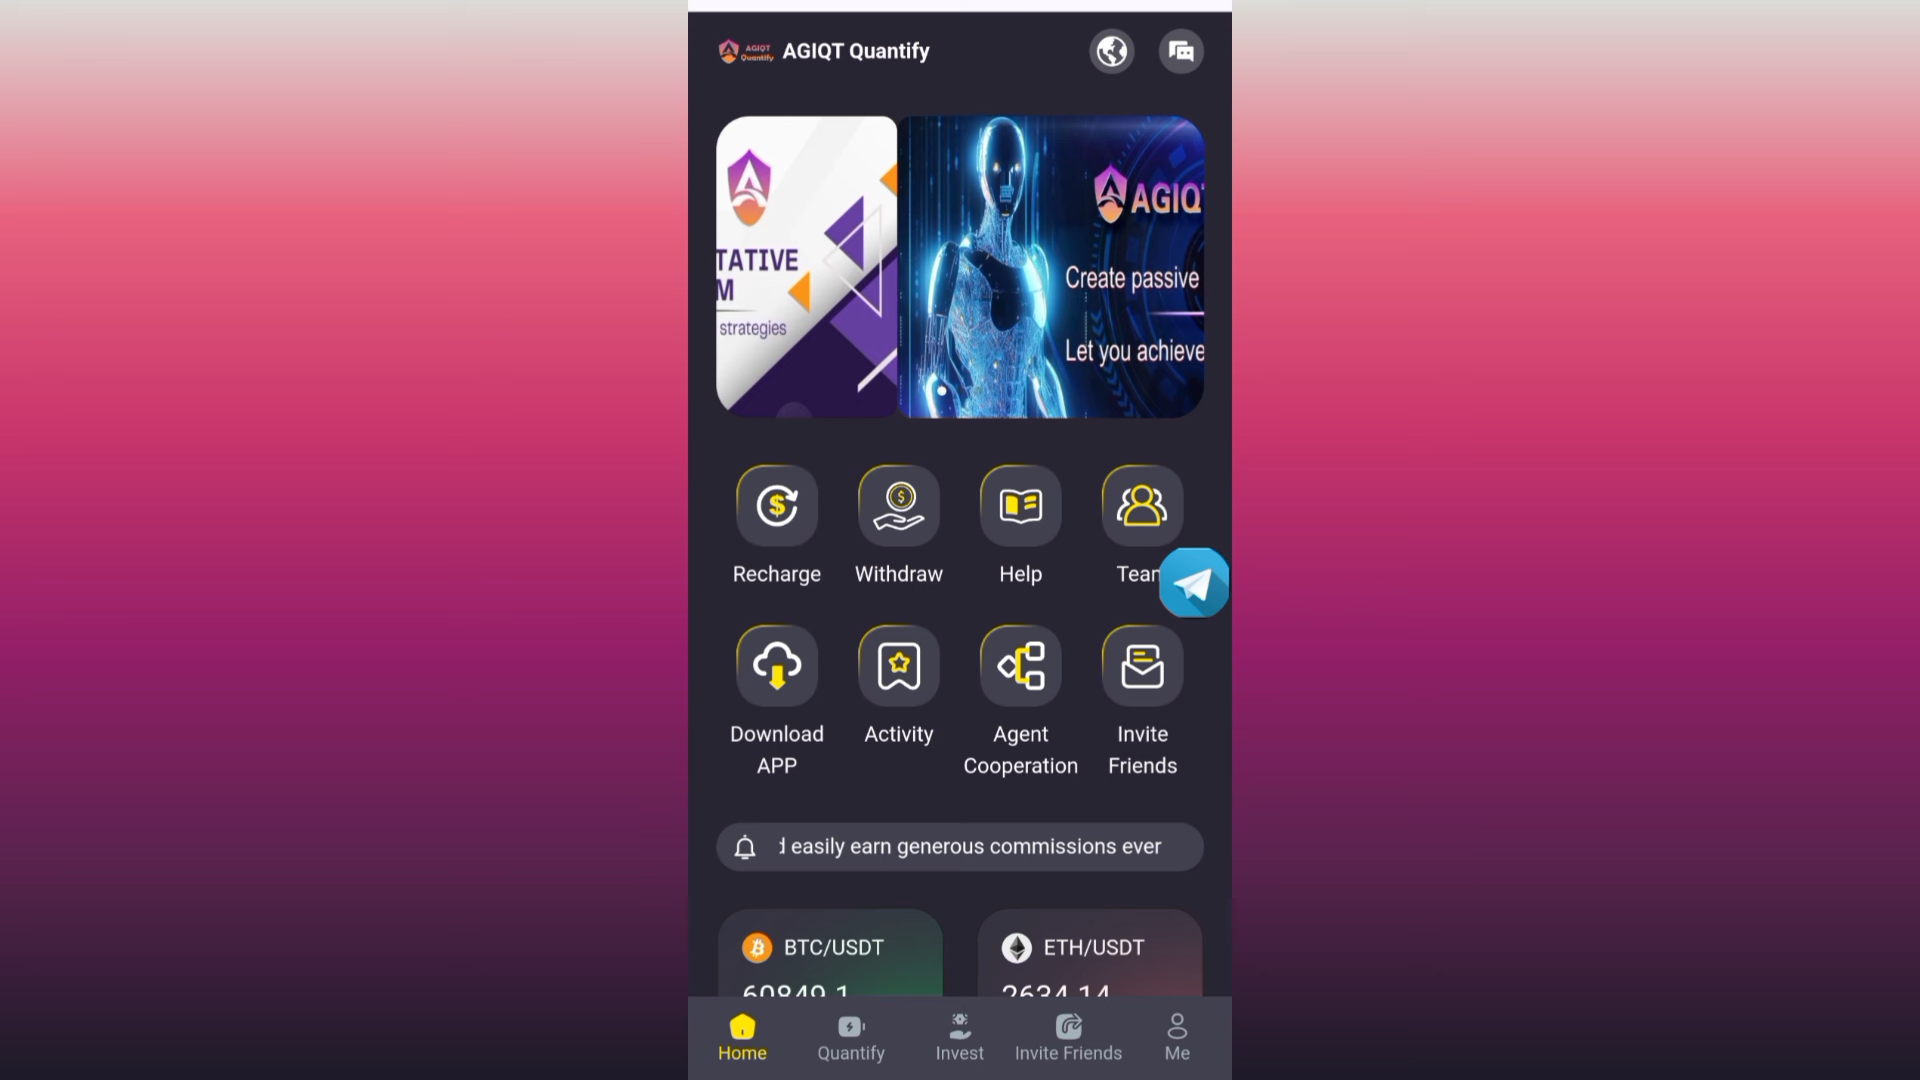 AGIQT
Quantify
AGIQT Quantify
TATIVE
M
strategies
AGIQ
Create passive
Let you achieve
Recharge
Withdraw
Help
Team
Download
APP
Activity
Agent
Cooperation
Invite
Friends
easily earn generous commissions ever
BTC/USDT
ETH/USDT
60849.1
2634.14
Home
Quantify
Invest
Invite Friends
Me